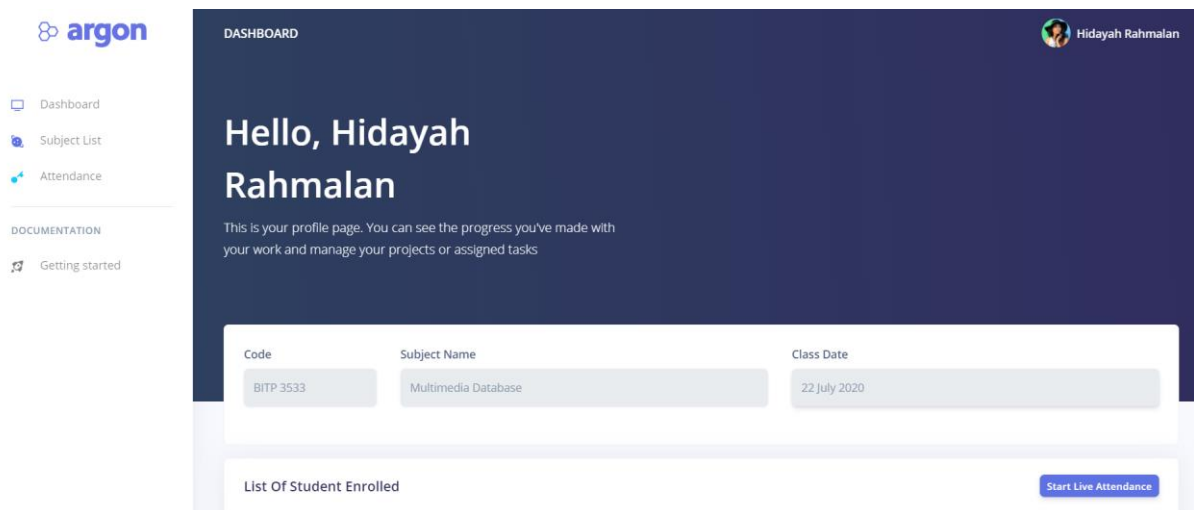 argon
Dashboard
Subject List
Attendance
DOCUMENTATION
Getting started
DASHBOARD
Hidayah Rahmalan
Hello, Hidayah
Rahmalan
This is your profile page. You can see the progress you've made with
your work and manage your projects or assigned tasks
Code
Subject Name
Class Date
BITP 3533
Multimedia Database
22 July 2020
List Of Student Enrolled
Start Live Attendance